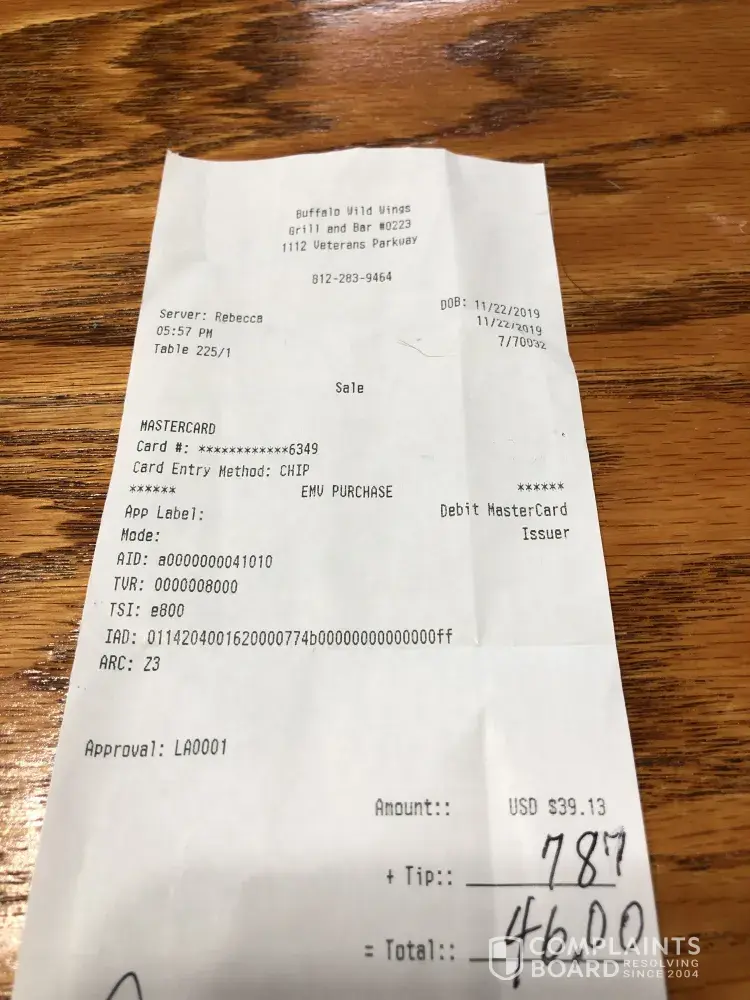 Buffalo Wild Wings
Grill and Bar #0223
1112 Veterans Parkway
812-283-9464
DOB: 11/22/2019
Server: Rebecca
11/22/2019
05:57 PM
7/70032
Table 225/1
Sale
MASTERCARD
Card #: ************6349
Card Entry Method: CHIP
****** EMV PURCHASE ******
App Label: Debit MasterCard
Mode: Issuer
AID: a0000000041010
TVR: 0000008000
TSI: e800
IAD: 0114204001620000774b00000000000000ff
ARC: Z3
Approval: LA0001
Amount:: USD $39.13
+ Tip:: 787
= Total:: 46.00
COMPLAINTS
BOARD RESOLVING
SINCE 2004